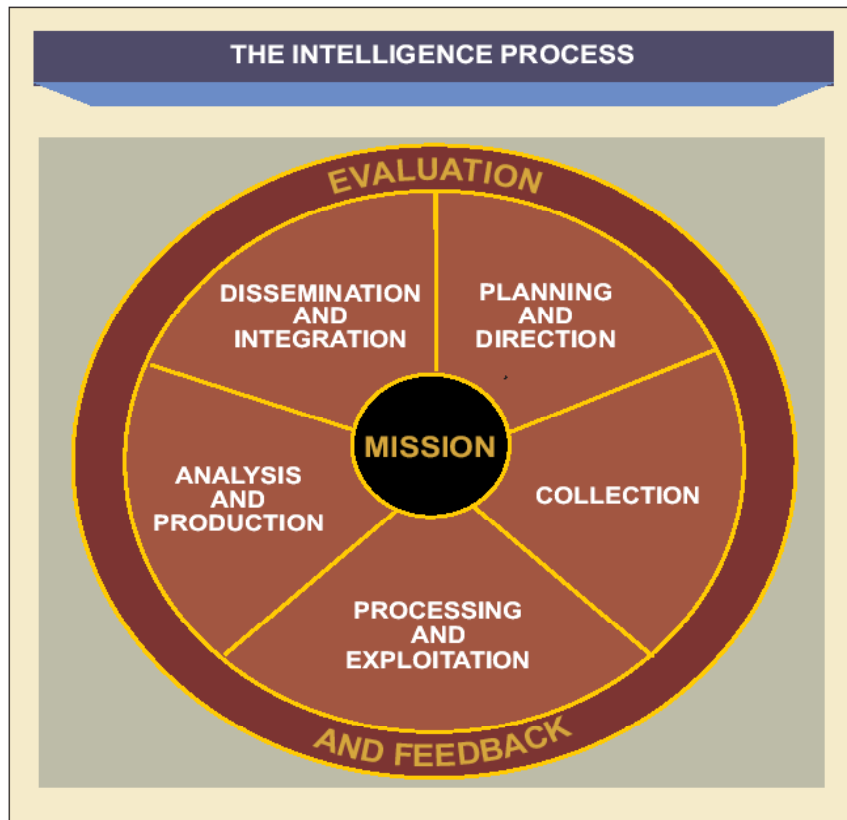 THE INTELLIGENCE PROCESS
EVALUATION
DISSEMINATION
AND
INTEGRATION
PLANNING
AND
DIRECTION
MISSION
ANALYSIS
AND
PRODUCTION
COLLECTION
PROCESSING
AND
EXPLOITATION
AND FEEDBACK